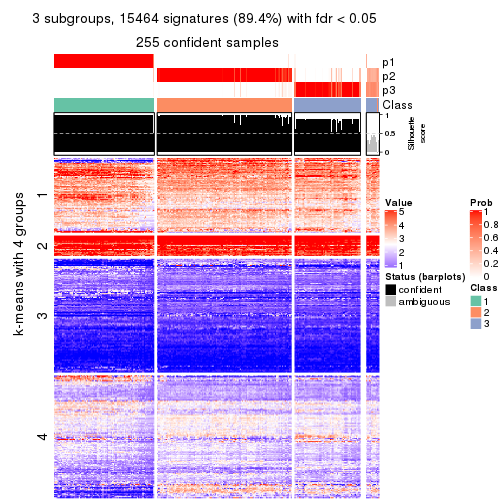 3 subgroups, 15464 signatures (89.4%) with fdr < 0.05
255 confident samples
p1
p2
p3
Class
1
0.5
0
Silhouette
score
k-means with 4 groups
1
2
3
4
Value
5
4
3
2
1
Status (barplots)
confident
ambiguous
Prob
1
0.8
0.6
0.4
0.2
0
Class
1
2
3